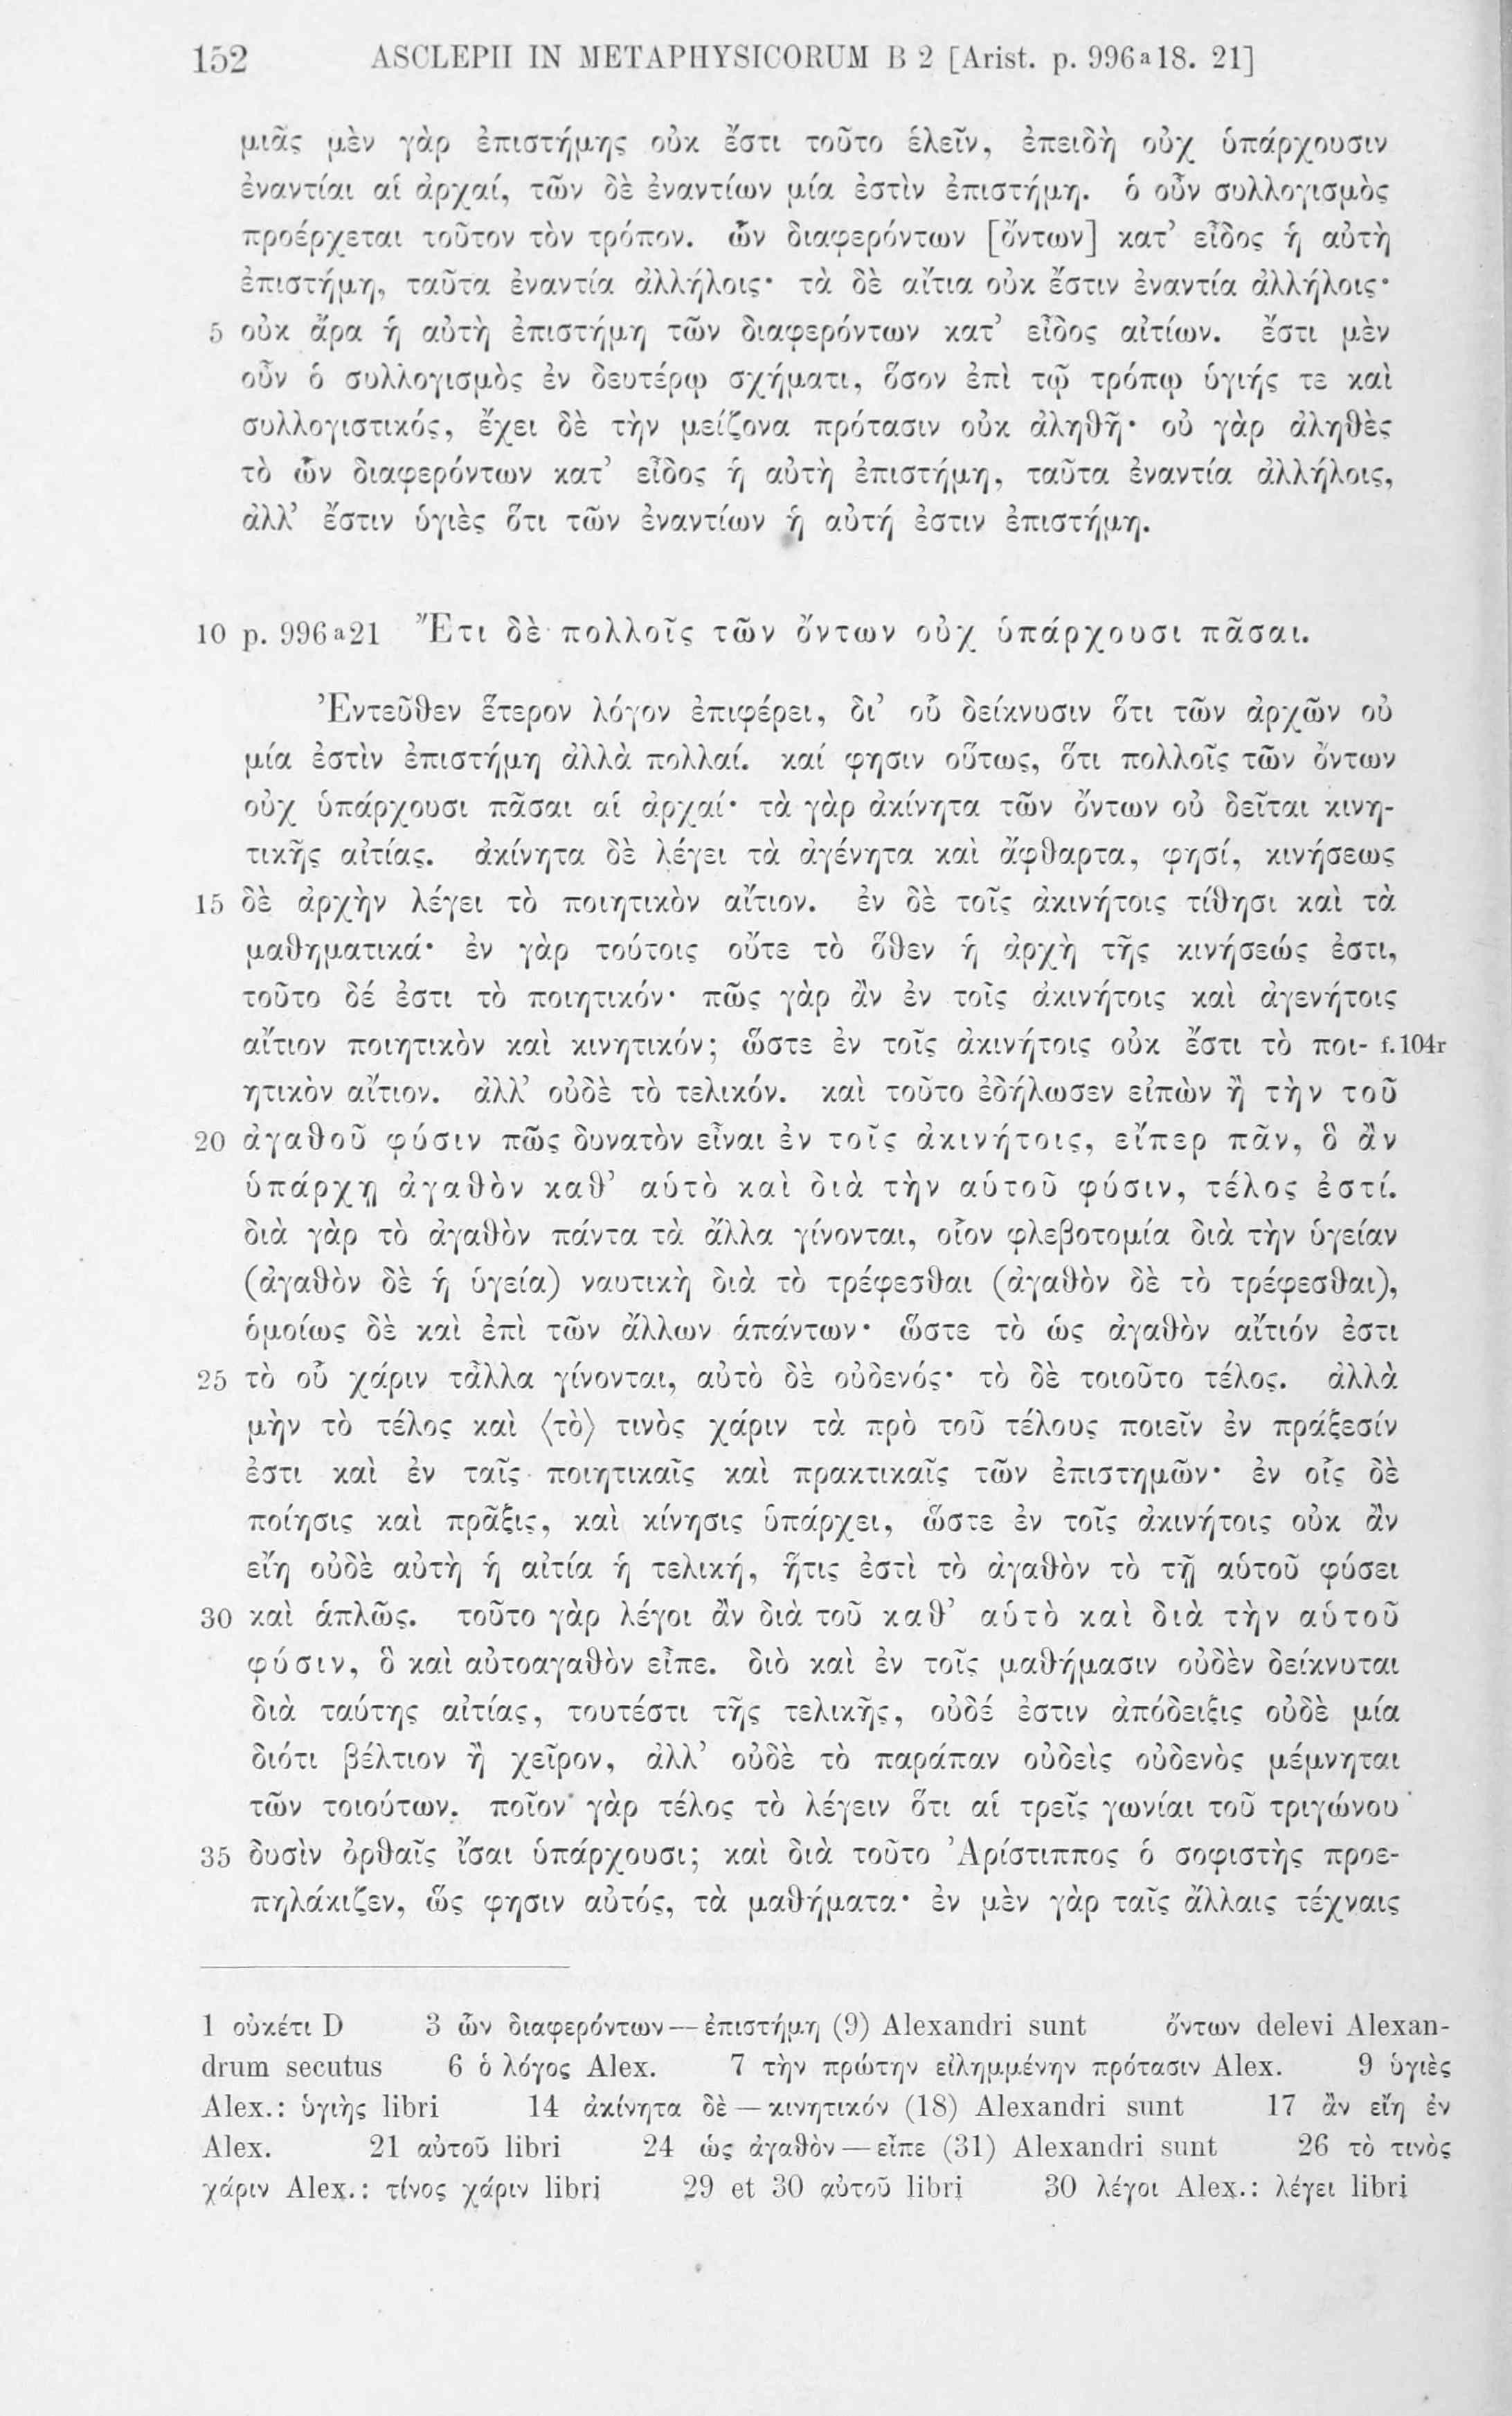 152 ASCLEPII IN METAPHYSICORUM B 2 [Arist. p. 996a18. 21]
μιᾶς μὲν γὰρ ἐπιστήμης οὐκ ἔστι τοῦτο ἑλεῖν, ἐπειδὴ οὐχ ὑπάρχουσιν
ἐναντίαι αἱ ἀρχαί, τῶν δὲ ἐναντίων μία ἐστὶν ἐπιστήμη. ὁ οὖν συλλογισμὸς
προέρχεται τοῦτον τὸν τρόπον. ὧν διαφερόντων [ὄντων] κατ’ εἶδος ἡ αὐτὴ
ἐπιστήμη, ταῦτα ἐναντία ἀλλήλοις· τὰ δὲ αἴτια οὐκ ἔστιν ἐναντία ἀλλήλοις·
5 οὐκ ἄρα ἡ αὐτὴ ἐπιστήμη τῶν διαφερόντων κατ’ εἶδος αἰτίων. ἔστι μὲν
οὖν ὁ συλλογισμὸς ἐν δευτέρῳ σχήματι, ὅσον ἐπὶ τῷ τρόπῳ ὑγιής τε καὶ
συλλογιστικός, ἔχει δὲ τὴν μείζονα πρότασιν οὐκ ἀληθῆ· οὐ γὰρ ἀληθὲς
τὸ ὧν διαφερόντων κατ’ εἶδος ἡ αὐτὴ ἐπιστήμη, ταῦτα ἐναντία ἀλλήλοις,
ἀλλ’ ἔστιν ὑγιὲς ὅτι τῶν ἐναντίων ἡ αὐτή ἐστιν ἐπιστήμη.
10 p. 996a21 Ἔτι δὲ πολλοῖς τῶν ὄντων οὐχ ὑπάρχουσι πᾶσαι.
Ἐντεῦθεν ἕτερον λόγον ἐπιφέρει, δι’ οὗ δείκνυσιν ὅτι τῶν ἀρχῶν οὐ
μία ἐστὶν ἐπιστήμη ἀλλὰ πολλαί. καί φησιν οὕτως, ὅτι πολλοῖς τῶν ὄντων
οὐχ ὑπάρχουσι πᾶσαι αἱ ἀρχαί· τὰ γὰρ ἀκίνητα τῶν ὄντων οὐ δεῖται κινη-
τικῆς αἰτίας. ἀκίνητα δὲ λέγει τὰ ἀγένητα καὶ ἄφθαρτα, φησί, κινήσεως
15 δὲ ἀρχὴν λέγει τὸ ποιητικὸν αἴτιον. ἐν δὲ τοῖς ἀκινήτοις τίθησι καὶ τὰ
μαθηματικά· ἐν γὰρ τούτοις οὔτε τὸ ὅθεν ἡ ἀρχὴ τῆς κινήσεώς ἐστι,
τοῦτο δέ ἐστι τὸ ποιητικόν· πῶς γὰρ ἂν ἐν τοῖς ἀκινήτοις καὶ ἀγενήτοις
αἴτιον ποιητικὸν καὶ κινητικόν; ὥστε ἐν τοῖς ἀκινήτοις οὐκ ἔστι τὸ ποι- f. 104r
ητικὸν αἴτιον. ἀλλ’ οὐδὲ τὸ τελικόν. καὶ τοῦτο ἐδήλωσεν εἰπὼν ἢ τὴν τοῦ
20 ἀγαθοῦ φύσιν πῶς δυνατὸν εἶναι ἐν τοῖς ἀκινήτοις, εἴπερ πᾶν, ὃ ἂν
ὑπάρχῃ ἀγαθὸν καθ’ αὑτὸ καὶ διὰ τὴν αὑτοῦ φύσιν, τέλος ἐστί.
διὰ γὰρ τὸ ἀγαθὸν πάντα τὰ ἄλλα γίνονται, οἷον φλεβοτομία διὰ τὴν ὑγείαν
(ἀγαθὸν δὲ ἡ ὑγεία) ναυτικὴ διὰ τὸ τρέφεσθαι (ἀγαθὸν δὲ τὸ τρέφεσθαι),
ὁμοίως δὲ καὶ ἐπὶ τῶν ἄλλων ἁπάντων· ὥστε τὸ ὡς ἀγαθὸν αἴτιόν ἐστι
25 τὸ οὗ χάριν τἆλλα γίνονται, αὐτὸ δὲ οὐδενός· τὸ δὲ τοιοῦτο τέλος. ἀλλὰ
μὴν τὸ τέλος καὶ ⟨τὸ⟩ τινὸς χάριν τὰ πρὸ τοῦ τέλους ποιεῖν ἐν πράξεσίν
ἐστι καὶ ἐν ταῖς ποιητικαῖς καὶ πρακτικαῖς τῶν ἐπιστημῶν· ἐν οἷς δὲ
ποίησις καὶ πρᾶξις, καὶ κίνησις ὑπάρχει, ὥστε ἐν τοῖς ἀκινήτοις οὐκ ἂν
εἴη οὐδὲ αὐτὴ ἡ αἰτία ἡ τελική, ἥτις ἐστὶ τὸ ἀγαθὸν τὸ τῇ αὑτοῦ φύσει
30 καὶ ἁπλῶς. τοῦτο γὰρ λέγοι ἂν διὰ τοῦ καθ’ αὑτὸ καὶ διὰ τὴν αὑτοῦ
φύσιν, ὃ καὶ αὐτοαγαθὸν εἶπε. διὸ καὶ ἐν τοῖς μαθήμασιν οὐδὲν δείκνυται
διὰ ταύτης αἰτίας, τουτέστι τῆς τελικῆς, οὐδέ ἐστιν ἀπόδειξις οὐδὲ μία
διότι βέλτιον ἢ χεῖρον, ἀλλ’ οὐδὲ τὸ παράπαν οὐδεὶς οὐδενὸς μέμνηται
τῶν τοιούτων. ποῖον γὰρ τέλος τὸ λέγειν ὅτι αἱ τρεῖς γωνίαι τοῦ τριγώνου
35 δυσὶν ὀρθαῖς ἴσαι ὑπάρχουσι; καὶ διὰ τοῦτο Ἀρίστιππος ὁ σοφιστὴς προε-
πηλάκιζεν, ὥς φησιν αὐτός, τὰ μαθήματα· ἐν μὲν γὰρ ταῖς ἄλλαις τέχναις
1 οὐκέτι D 3 ὧν διαφερόντων — ἐπιστήμη (9) Alexandri sunt ὄντων delevi Alexan-
drum secutus 6 ὁ λόγος Alex. 7 τὴν πρώτην εἰλημμένην πρότασιν Alex. 9 ὑγιὲς
Alex.: ὑγιὴς libri 14 ἀκίνητα δὲ — κινητικόν (18) Alexandri sunt 17 ἂν εἴη ἐν
Alex. 21 αὐτοῦ libri 24 ὡς ἀγαθὸν — εἶπε (31) Alexandri sunt 26 τὸ τινὸς
χάριν Alex.: τίνος χάριν libri 29 et 30 αὐτοῦ libri 30 λέγοι Alex.: λέγει libri